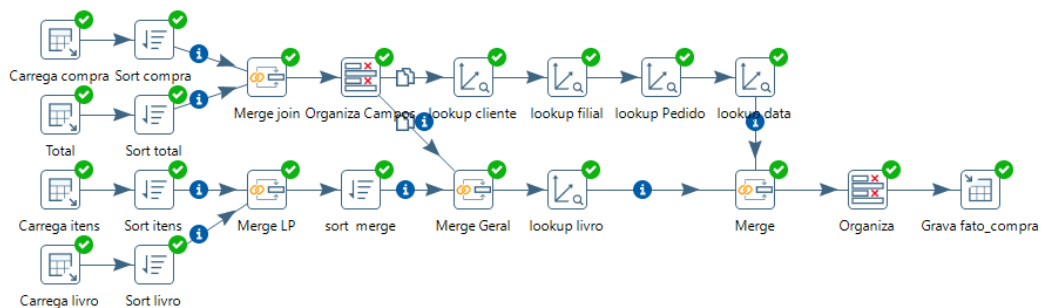 Carrega compra
Sort compra
Merge join
Organiza Campos
lookup cliente
lookup filial
lookup Pedido
lookup data
Total
Sort total
Carrega itens
Sort itens
Merge LP
sort merge
Merge Geral
lookup livro
Merge
Organiza
Grava fato_compra
Carrega livro
Sort livro